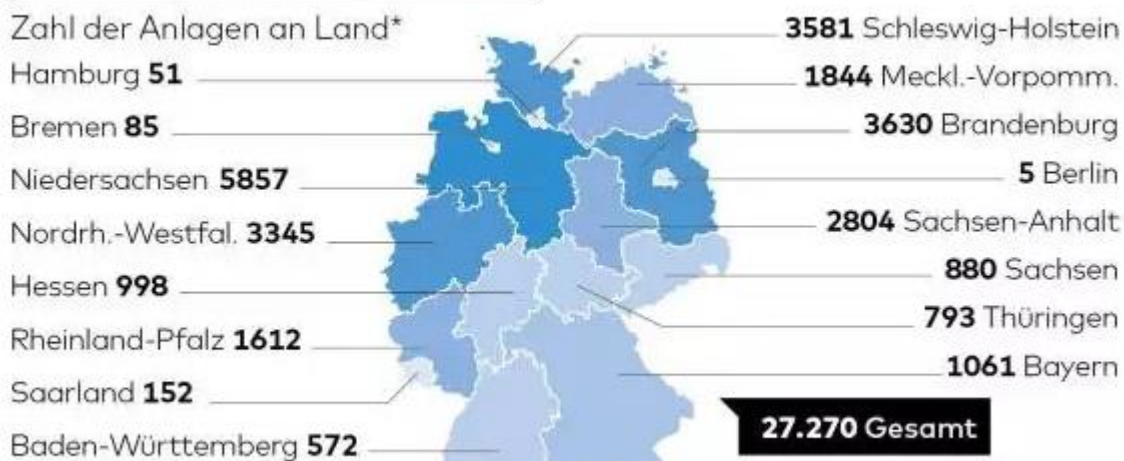 Zahl der Anlagen an Land*
Hamburg 51
Bremen 85
Niedersachsen 5857
Nordrh.-Westfal. 3345
Hessen 998
Rheinland-Pfalz 1612
Saarland 152
Baden-Württemberg 572
3581 Schleswig-Holstein
1844 Meckl.-Vorpomm.
3630 Brandenburg
5 Berlin
2804 Sachsen-Anhalt
880 Sachsen
793 Thüringen
1061 Bayern
27.270 Gesamt